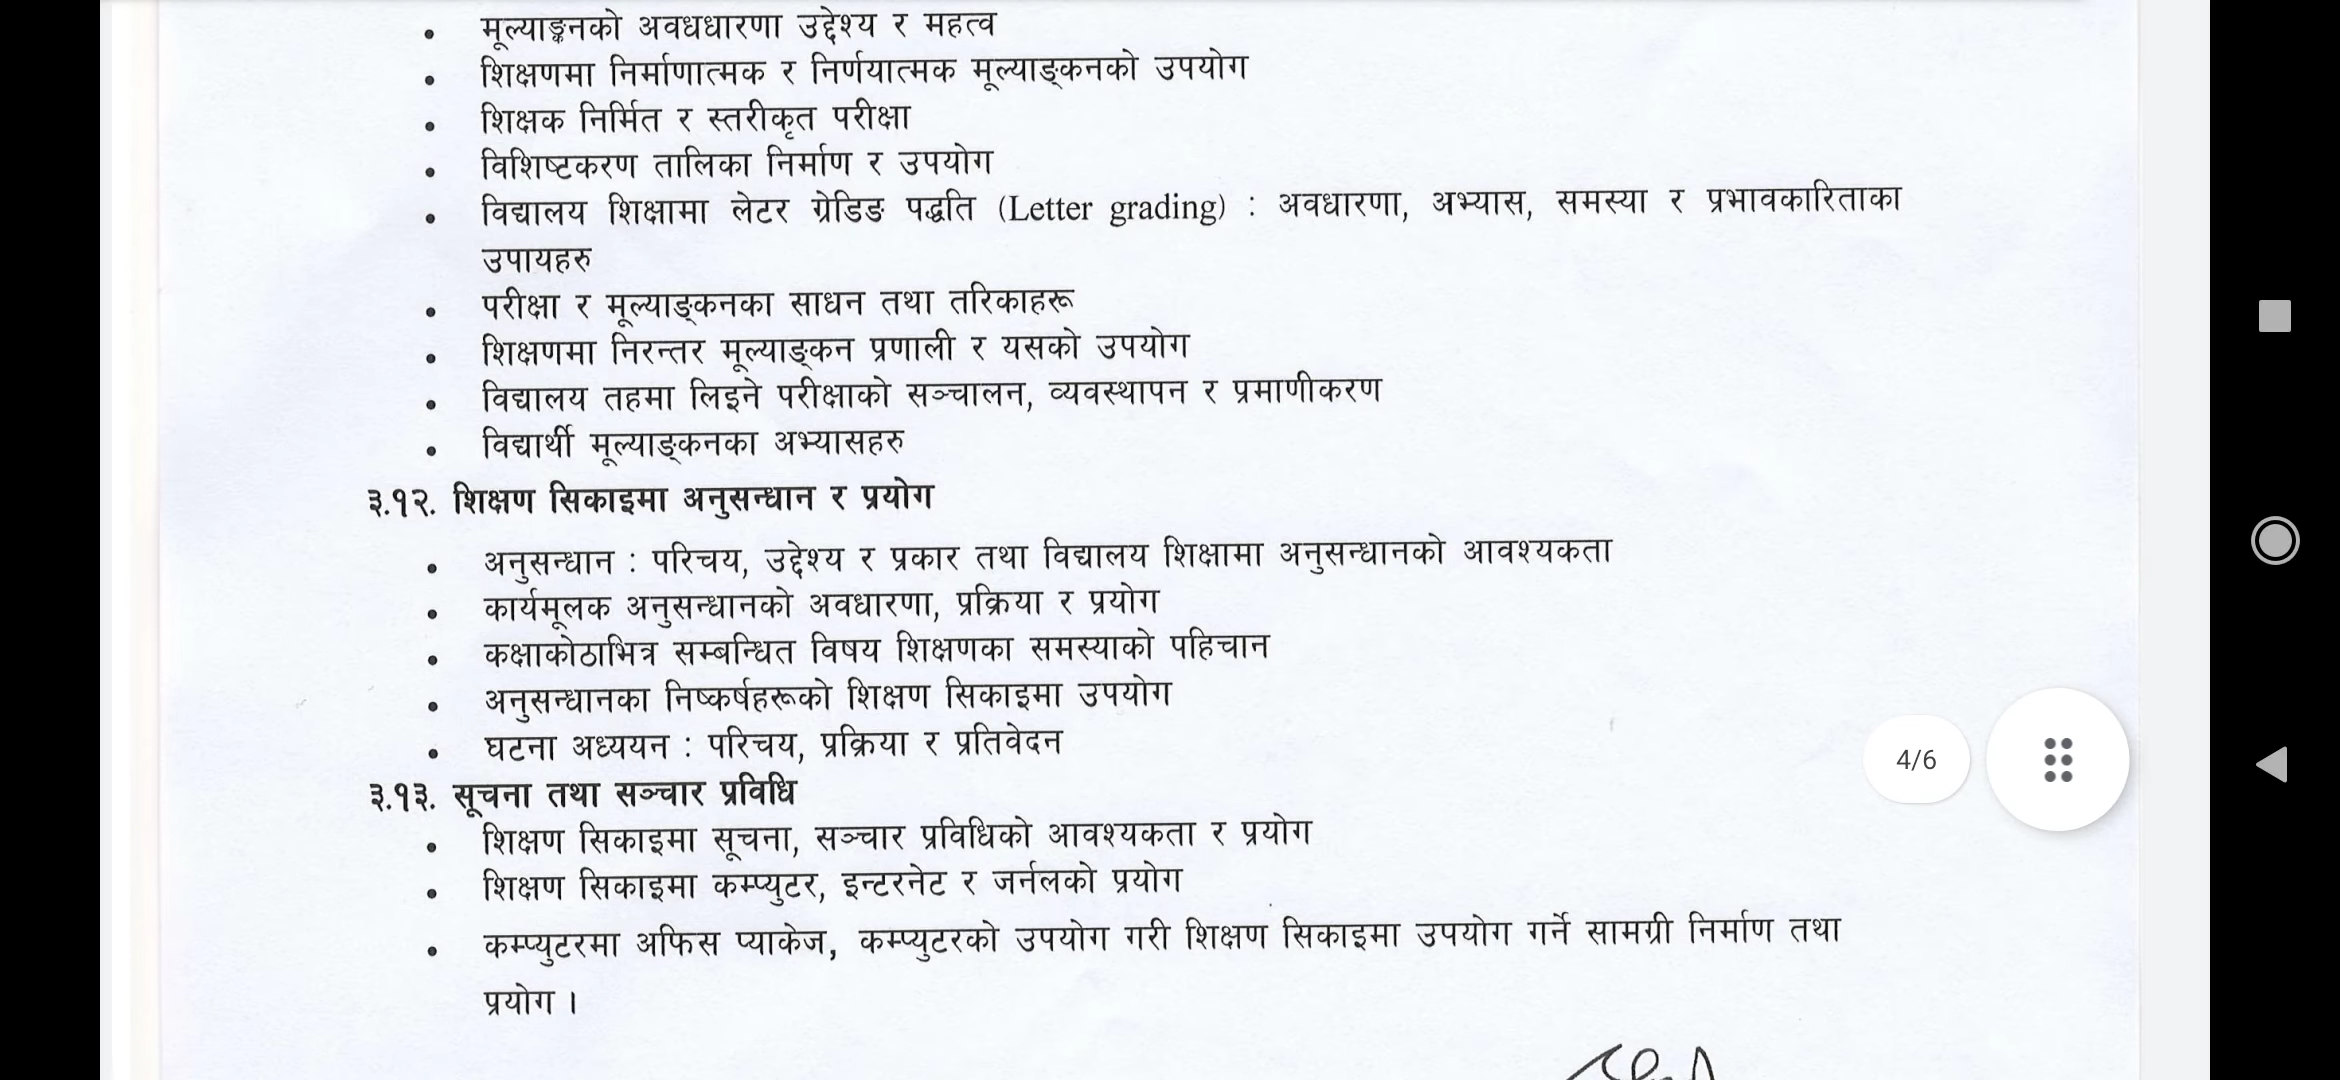 • मूल्याङ्कनको अवधधारणा उद्देश्य र महत्व
• शिक्षणमा निर्माणात्मक र निर्णयात्मक मूल्याङ्कनको उपयोग
• शिक्षक निर्मित र स्तरीकृत परीक्षा
• विशिष्टकरण तालिका निर्माण र उपयोग
• विद्यालय शिक्षामा लेटर ग्रेडिङ पद्धति (Letter grading) : अवधारणा, अभ्यास, समस्या र प्रभावकारिताका
उपायहरु
• परीक्षा र मूल्याङ्कनका साधन तथा तरिकाहरू
• शिक्षणमा निरन्तर मूल्याङ्कन प्रणाली र यसको उपयोग
• विद्यालय तहमा लिइने परीक्षाको सञ्चालन, व्यवस्थापन र प्रमाणीकरण
• विद्यार्थी मूल्याङ्कनका अभ्यासहरु
३.१२. शिक्षण सिकाइमा अनुसन्धान र प्रयोग
• अनुसन्धान : परिचय, उद्देश्य र प्रकार तथा विद्यालय शिक्षामा अनुसन्धानको आवश्यकता
• कार्यमूलक अनुसन्धानको अवधारणा, प्रक्रिया र प्रयोग
• कक्षाकोठाभित्र सम्बन्धित विषय शिक्षणका समस्याको पहिचान
• अनुसन्धानका निष्कर्षहरूको शिक्षण सिकाइमा उपयोग
• घटना अध्ययन : परिचय, प्रक्रिया र प्रतिवेदन
4/6
३.१३. सूचना तथा सञ्चार प्रविधि
• शिक्षण सिकाइमा सूचना, सञ्चार प्रविधिको आवश्यकता र प्रयोग
• शिक्षण सिकाइमा कम्प्युटर, इन्टरनेट र जर्नलको प्रयोग
• कम्प्युटरमा अफिस प्याकेज, कम्प्युटरको उपयोग गरी शिक्षण सिकाइमा उपयोग गर्ने सामग्री निर्माण तथा
प्रयोग ।